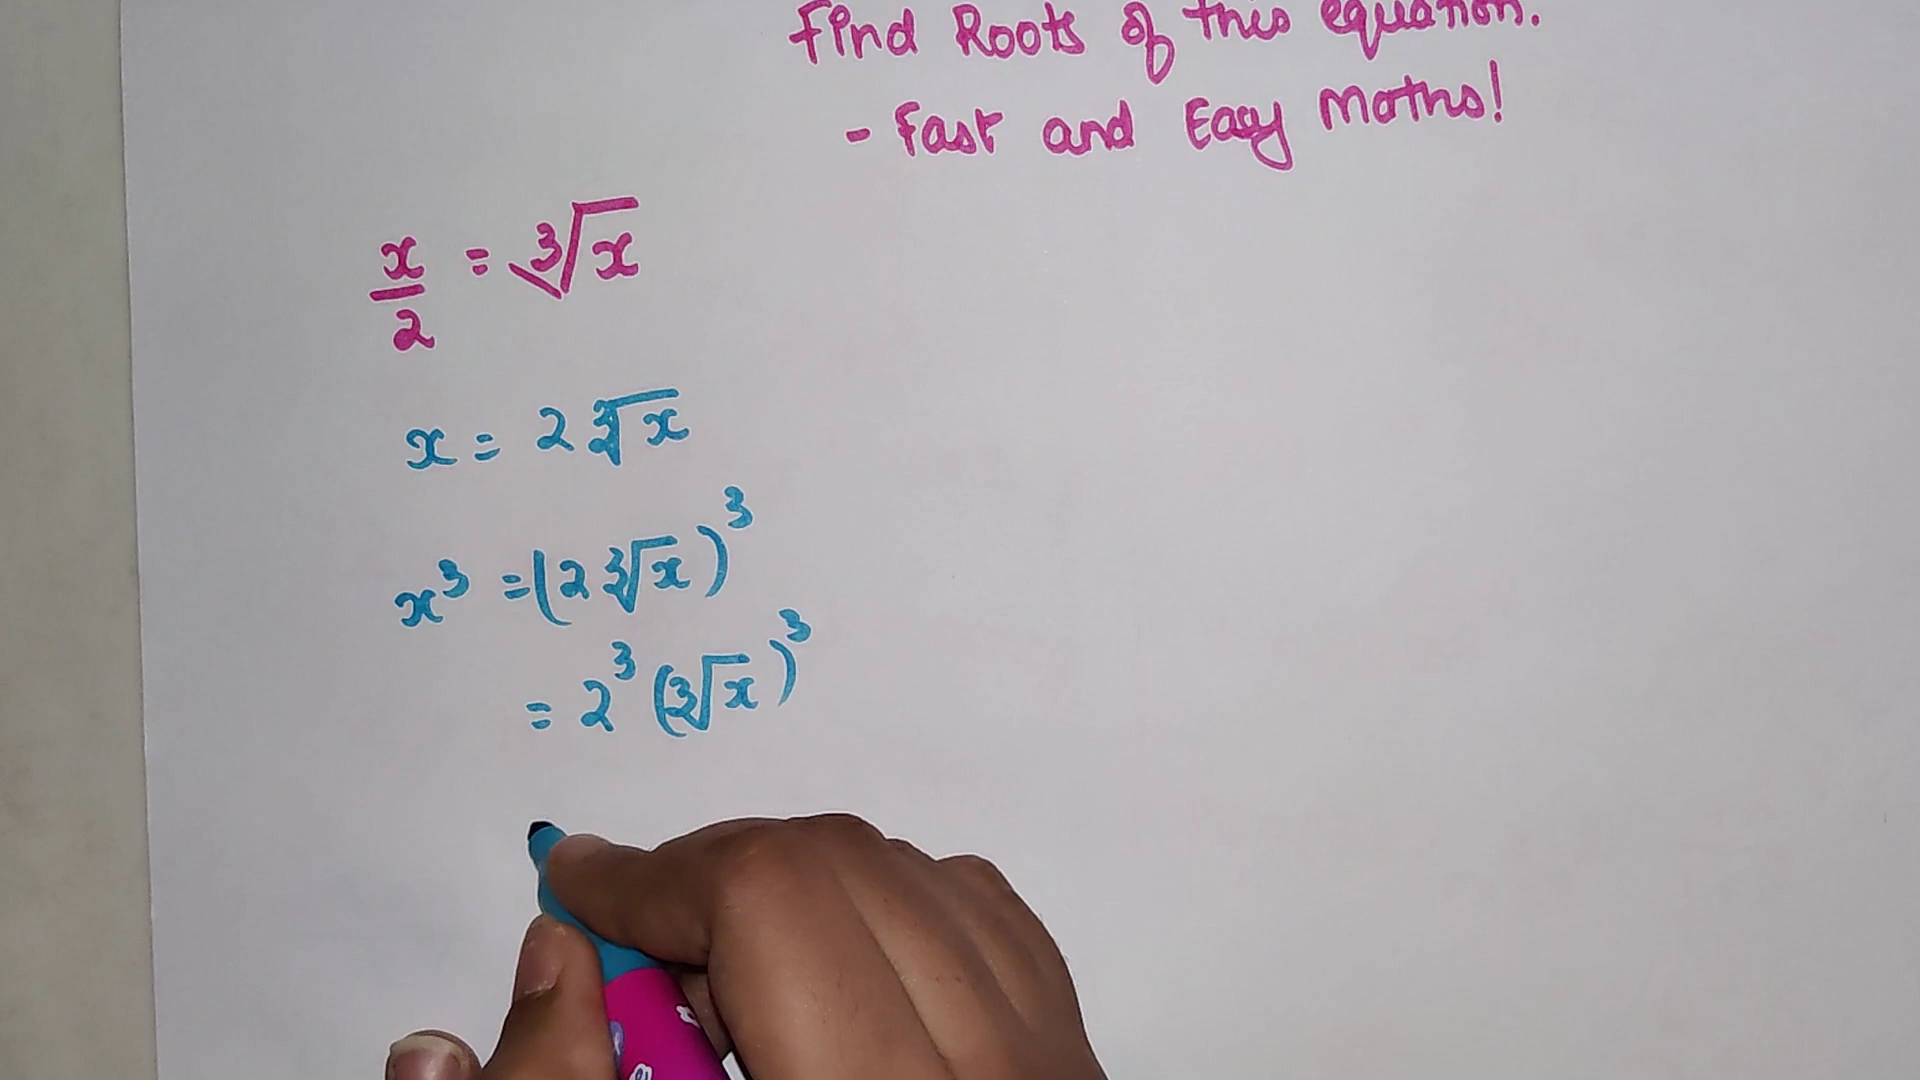 Find Roots of this equation.
- Fast and Easy Maths!
x/2 = ∛x
x = 2∛x
x³ = (2∛x)³
= 2³(∛x)³